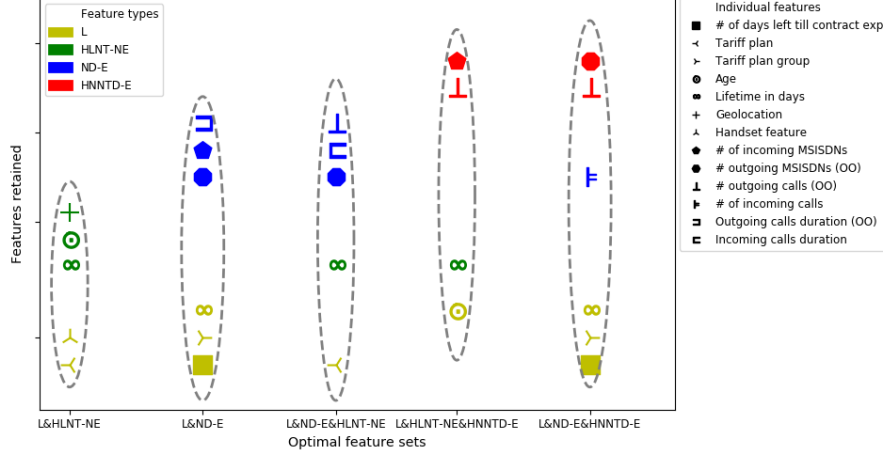 Feature types
L
HLNT-NE
ND-E
HNNTD-E
Individual features
# of days left till contract exp
Tariff plan
Tariff plan group
Age
Lifetime in days
Geolocation
Handset feature
# of incoming MSISDNs
# outgoing MSISDNs (OO)
# outgoing calls (OO)
# of incoming calls
Outgoing calls duration (OO)
Incoming calls duration
Features retained
L&HLNT-NE
L&ND-E
L&ND-E&HLNT-NE
L&HLNT-NE&HNNTD-E
L&ND-E&HNNTD-E
Optimal feature sets